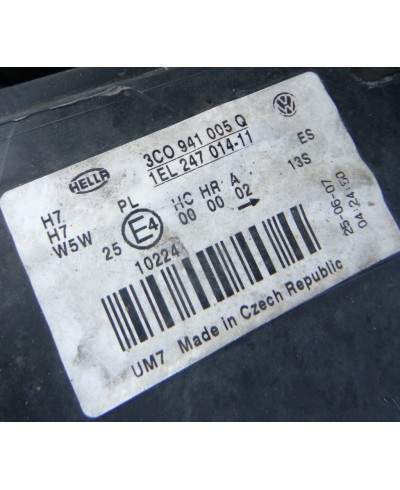 HELLA
3C0 941 005 Q
1EL 247 014-11
H7
H7
W5W
PL
25
E4
HC HR A
00 00 02
10224
ES
13S
25-06-07
04:24:30
UM7 Made in Czech Republic